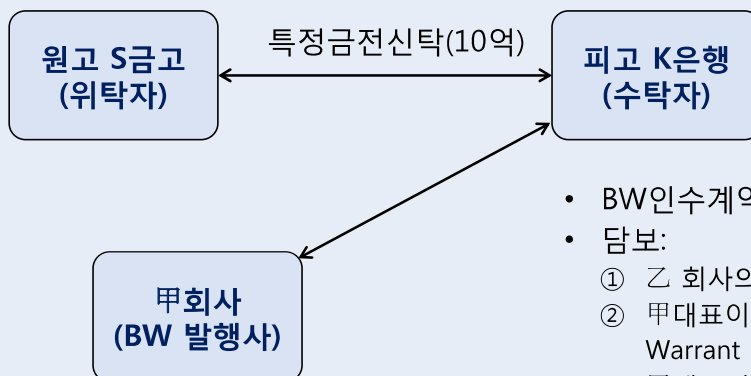 원고 S금고
(위탁자)
특정금전신탁(10억)
피고 K은행
(수탁자)
• BW인수계약
• 담보:
① 乙 회사의
② 甲대표이
Warrant
甲회사
(BW 발행사)